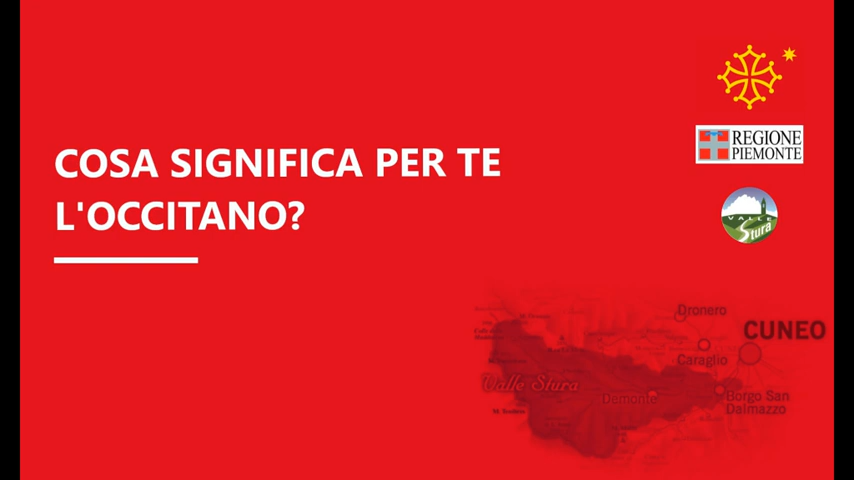 COSA SIGNIFICA PER TE
L'OCCITANO?
REGIONE
PIEMONTE
VALLE
Stura
Dronero
CUNEO
Caraglio
Valle Stura
Demonte
Borgo San
Dalmazzo